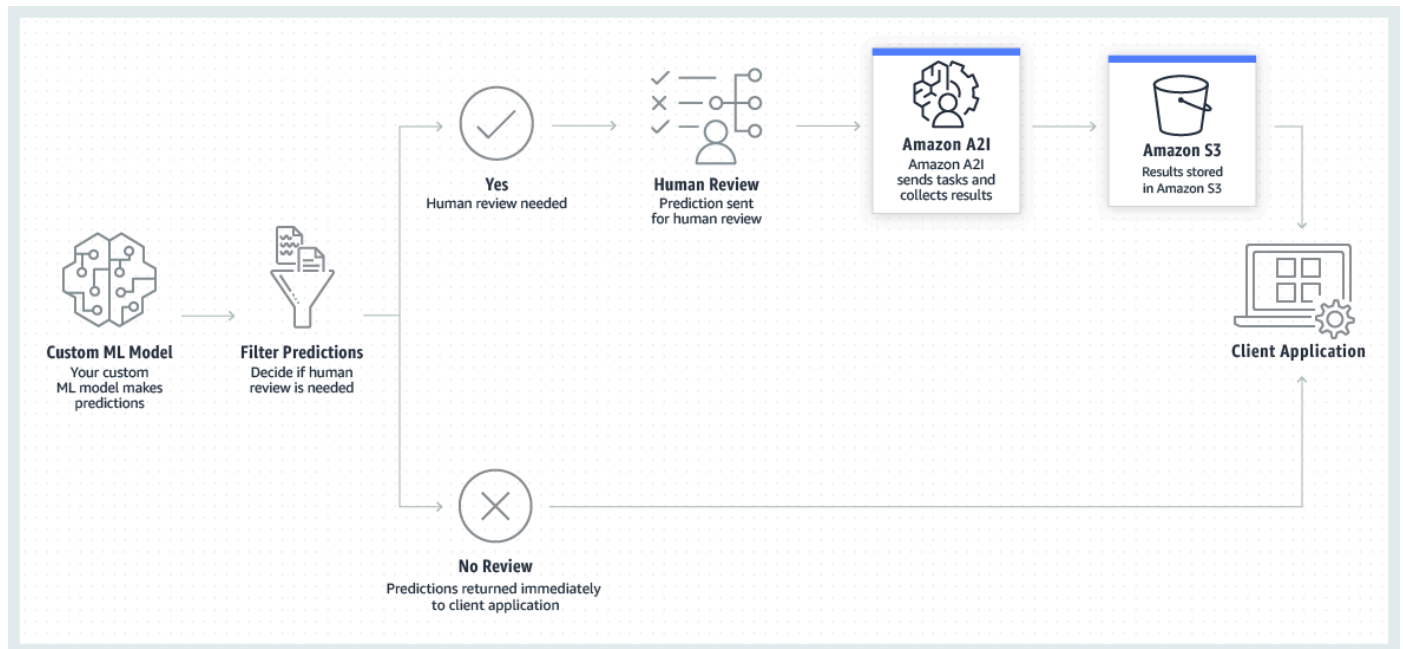 Custom ML Model
Your custom
ML model makes
predictions
Filter Predictions
Decide if human
review is needed
Yes
Human review needed
Human Review
Prediction sent
for human review
Amazon A2I
Amazon A2I
sends tasks and
collects results
Amazon S3
Results stored
in Amazon S3
Client Application
No Review
Predictions returned immediately
to client application